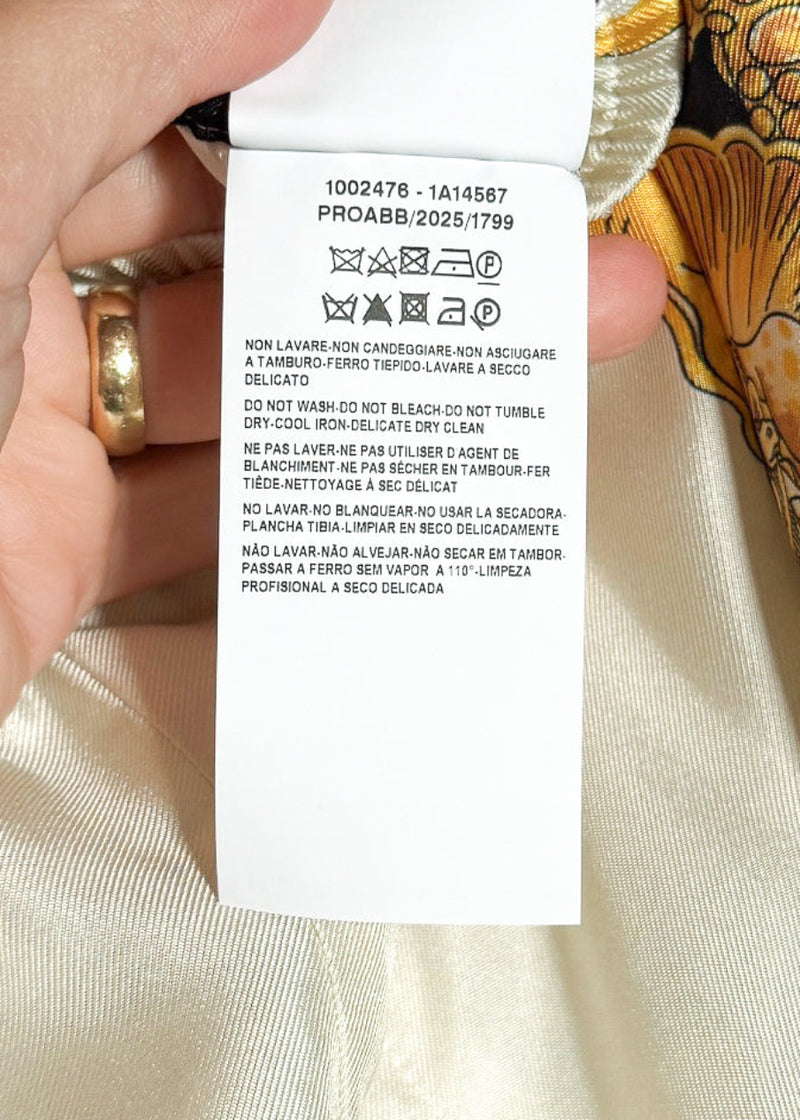 1002476 - 1A14567
PROABB/2025/1799
P
P
NON LAVARE-NON CANDEGGIARE-NON ASCIUGARE
A TAMBURO-FERRO TIEPIDO-LAVARE A SECCO
DELICATO
DO NOT WASH-DO NOT BLEACH-DO NOT TUMBLE
DRY-COOL IRON-DELICATE DRY CLEAN
NE PAS LAVER-NE PAS UTILISER D'AGENT DE
BLANCHIMENT-NE PAS SÉCHER EN TAMBOUR-FER
TIÈDE-NETTOYAGE À SEC DÉLICAT
NO LAVAR-NO BLANQUEAR-NO USAR LA SECADORA-
PLANCHA TIBIA-LIMPIAR EN SECO DELICADAMENTE
NÃO LAVAR-NÃO ALVEJAR-NÃO SECAR EM TAMBOR-
PASSAR A FERRO SEM VAPOR A 110°-LIMPEZA
PROFISIONAL A SECO DELICADA